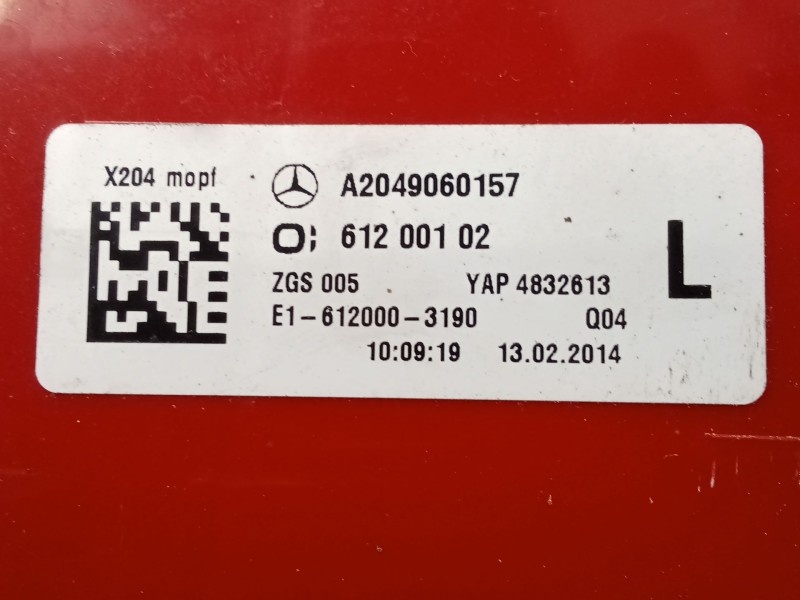 X204 mopf
A2049060157
612 001 02
L
ZGS 005 YAP 4832613
E1-612000-3190 Q04
10:09:19 13.02.2014